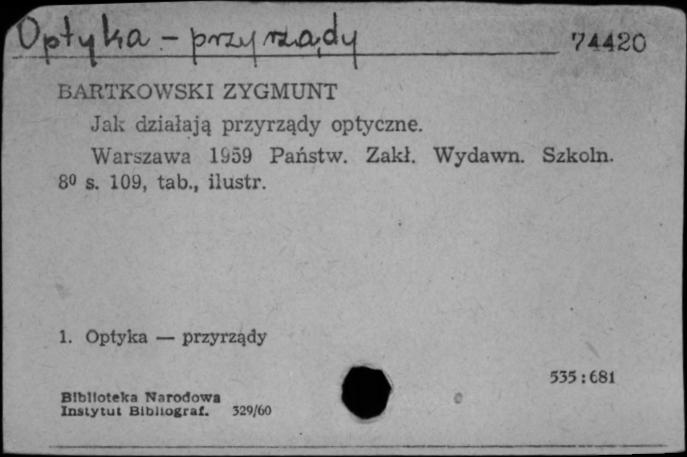 Optyka - przyrządy 74420
BARTKOWSKI ZYGMUNT
Jak działają przyrządy optyczne.
Warszawa 1959 Państw. Zakł. Wydawn. Szkoln.
8⁰ s. 109, tab., ilustr.
1. Optyka — przyrządy
535:681
Biblioteka Narodowa
Instytut Bibliograf. 329/60